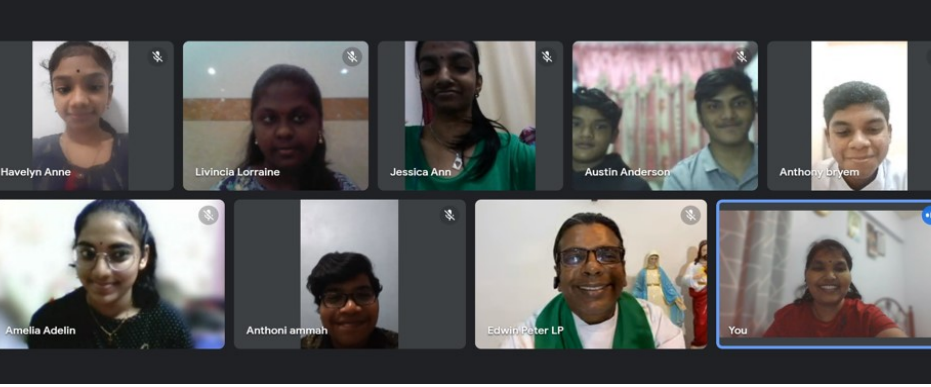 Havelyn Anne
Livincia Lorraine
Jessica Ann
Austin Anderson
Anthony bryem
Amelia Adelin
Anthoni ammah
Edwin Peter LP
You